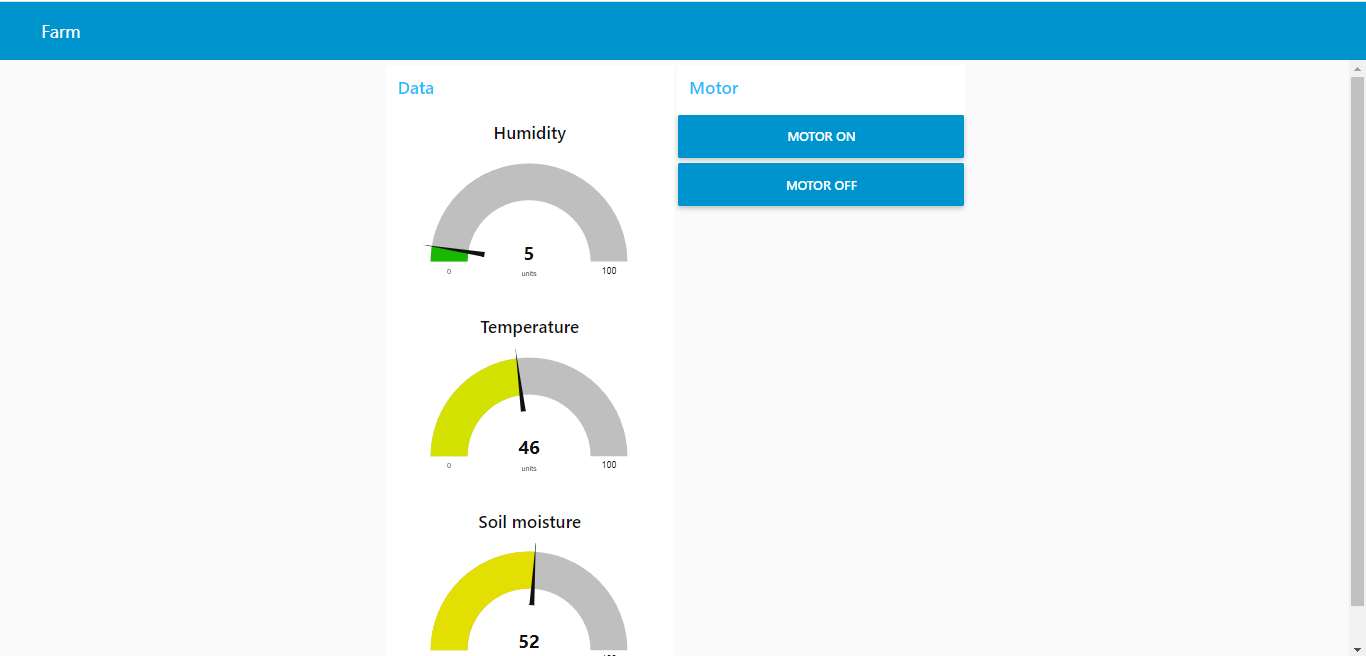 Farm
Data
Humidity
5
0
units
100
Temperature
46
0
units
100
Soil moisture
52
Motor
MOTOR ON
MOTOR OFF